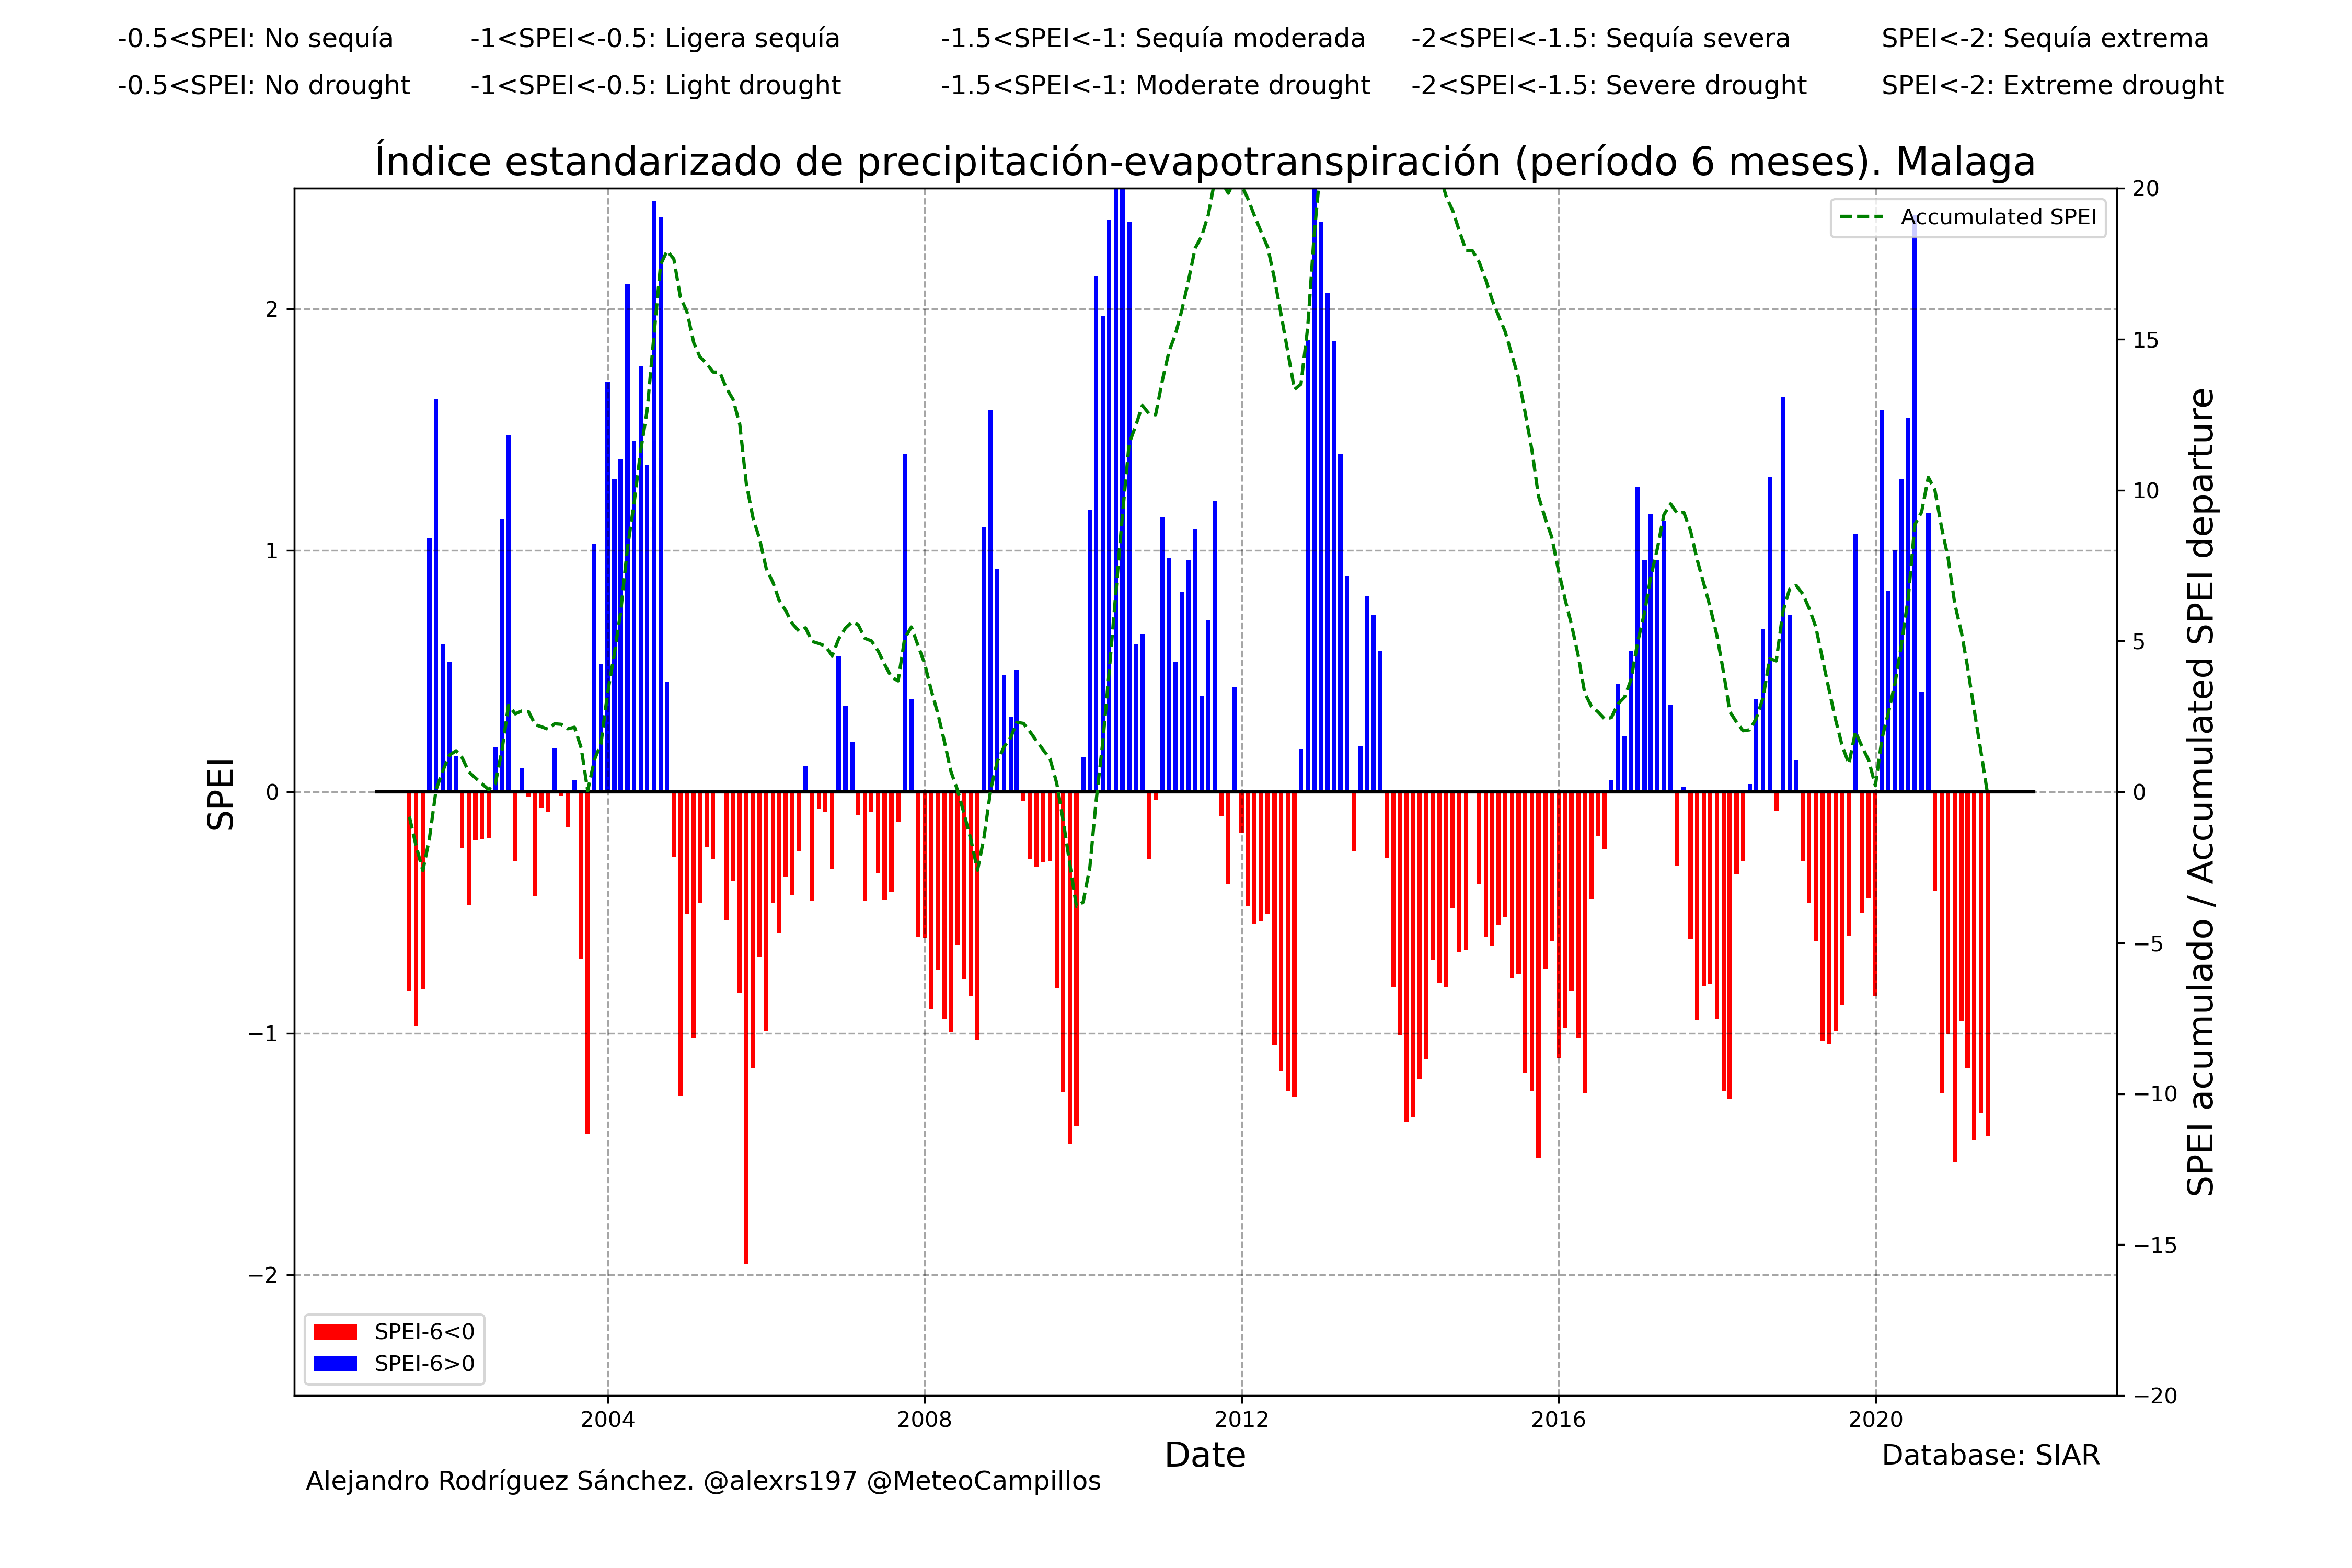 -0.5<SPEI: No sequía -1<SPEI<-0.5: Ligera sequía -1.5<SPEI<-1: Sequía moderada -2<SPEI<-1.5: Sequía severa SPEI<-2: Sequía extrema
-0.5<SPEI: No drought -1<SPEI<-0.5: Light drought -1.5<SPEI<-1: Moderate drought -2<SPEI<-1.5: Severe drought SPEI<-2: Extreme drought
Índice estandarizado de precipitación-evapotranspiración (período 6 meses). Malaga
Accumulated SPEI
SPEI
2
1
0
−1
−2
20
15
10
5
0
−5
−10
−15
−20
SPEI acumulado / Accumulated SPEI departure
SPEI-6<0
SPEI-6>0
2004 2008 2012 2016 2020
Date
Database: SIAR
Alejandro Rodríguez Sánchez. @alexrs197 @MeteoCampillos